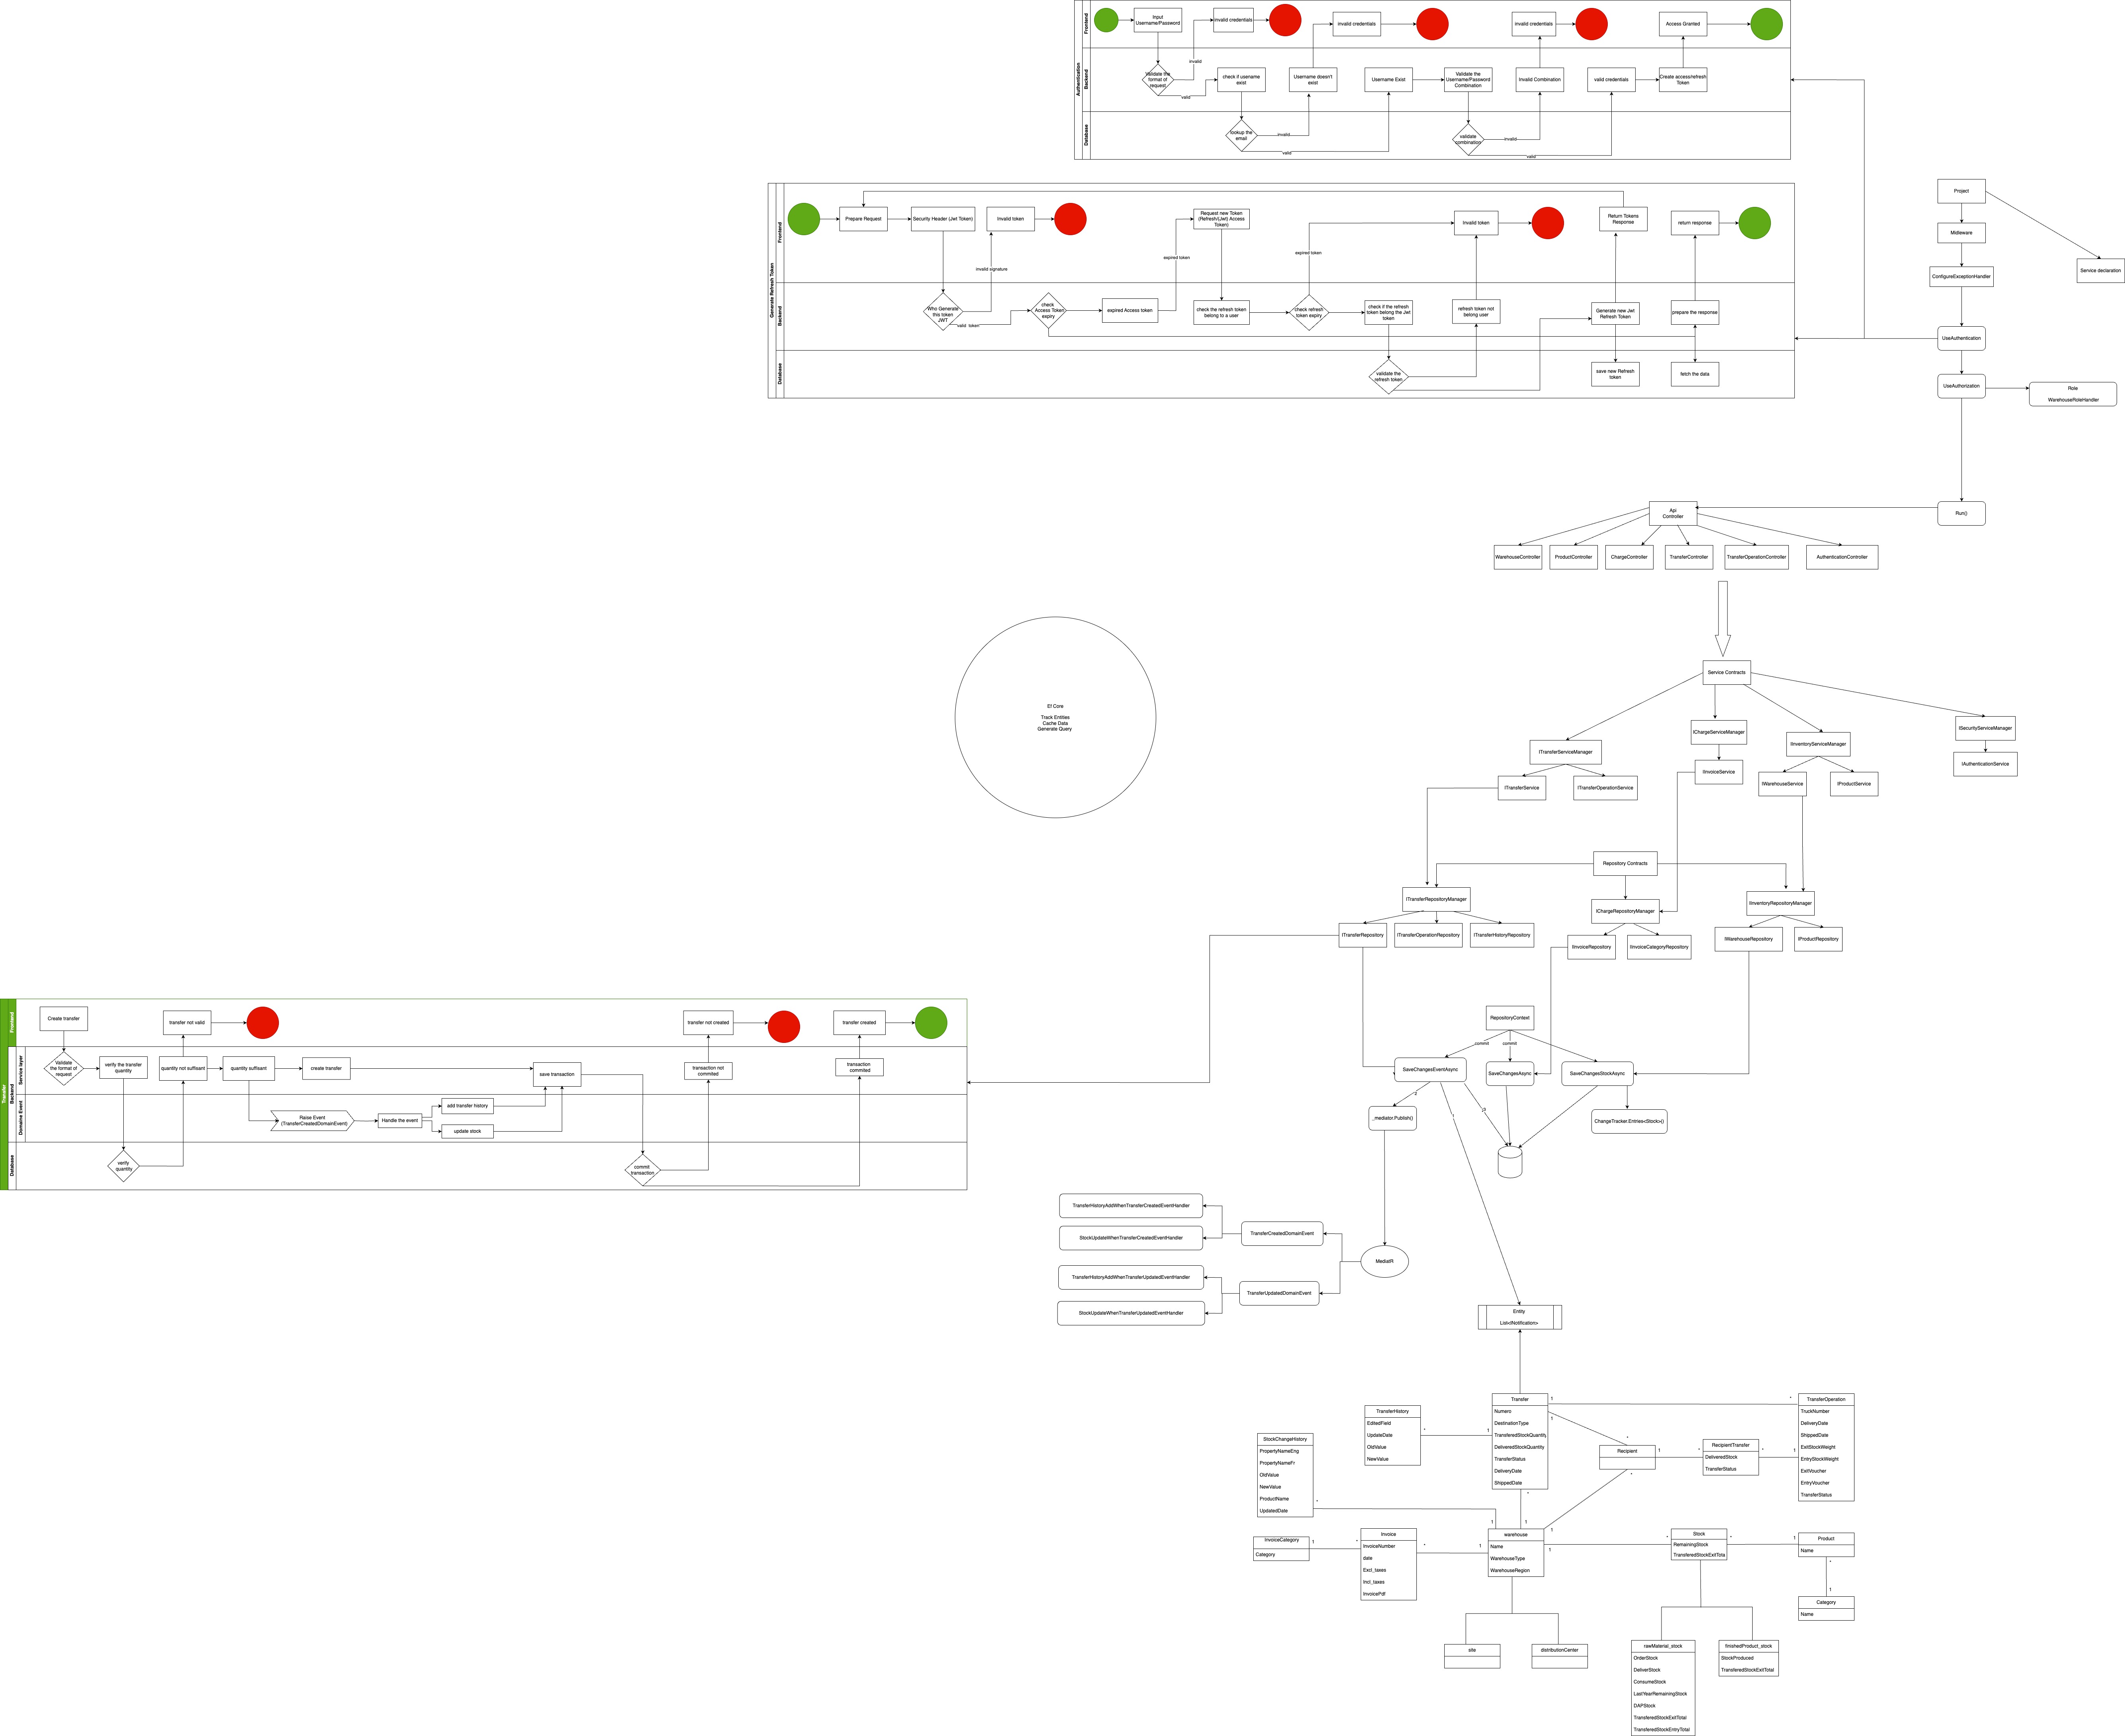 Authentication
Frontend
Backend
Database
Input
Username/Password
invalid credentials
invalid credentials
invalid credentials
Access Granted
invalid
Validate the
format of
request
valid
check if usename
exist
Username doesn't
exist
Username Exist
Validate the
Username/Password
Combination
Invalid Combination
valid credentials
Create access/refresh
Token
lookup the
email
invalid
valid
validate
combination
invalid
valid
Generate Refresh Token
Frontend
Backend
Database
Prepare Request
Security Header (Jwt Token)
Invalid token
Request new Token
(Refresh/(Jwt) Access
Token)
Invalid token
Return Tokens
Response
return response
invalid signature
expired token
expired token
Who Generate
this token
JWT
valid token
check
Access Token
expiry
expired Access token
check the refresh token
belong to a user
check refresh
token expiry
check if the refresh
token belong the Jwt
token
refresh token not
belong user
Generate new Jwt
Refresh Token
prepare the response
validate the
refresh token
save new Refresh
token
fetch the data
Project
Midleware
ConfigureExceptionHandler
Service declaration
UseAuthentication
UseAuthorization
Role
WarehouseRoleHandler
Run()
Api
Controller
WarehouseController
ProductController
ChargeController
TransferController
TransferOperationController
AuthenticationController
Ef Core
Track Entities
Cache Data
Generate Query
Service Contracts
ITransferServiceManager
IChargeServiceManager
IInventoryServiceManager
ISecurityServiceManager
ITransferService
ITransferOperationService
IInvoiceService
IWarehouseService
IProductService
IAuthenticationService
Repository Contracts
ITransferRepositoryManager
IChargeRepositoryManager
IInventoryRepositoryManager
ITransferRepository
ITransferOperationRepository
ITransferHistoryRepository
IInvoiceRepository
IInvoiceCategoryRepository
IWarehouseRepository
IProductRepository
Transfer
Frontend
Backend
Service layer
Domaine Event
Database
Create transfer
transfer not valid
transfer not created
transfer created
Validate
the format of
request
verify the transfer
quantity
quantity not suffisant
quantity suffisant
create transfer
save transaction
transaction not
commited
transaction
commited
Raise Event
(TransferCreatedDomainEvent)
Handle the event
add transfer history
update stock
verify
quantity
commit
transaction
RepositoryContext
commit
commit
SaveChangesEventAsync
SaveChangesAsync
SaveChangesStockAsync
2
1
3
_mediator.Publish()
ChangeTracker.Entries<Stock>()
TransferHistoryAddWhenTransferCreatedEventHandler
StockUpdateWhenTransferCreatedEventHandler
TransferCreatedDomainEvent
MediatR
TransferHistoryAddWhenTransferUpdatedEventHandler
StockUpdateWhenTransferUpdatedEventHandler
TransferUpdatedDomainEvent
Entity
List<INotification>
Transfer
Numero
DestinationType
TransferedStockQuantity
DeliveredStockQuantity
TransferStatus
DeliveryDate
ShippedDate
1
*
1
*
TransferOperation
TruckNumber
DeliveryDate
ShippedDate
ExitStockWeight
EntryStockWeight
ExitVoucher
EntryVoucher
TransferStatus
TransferHistory
EditedField
UpdateDate
OldValue
NewValue
*
1
Recipient
*
1
*
RecipientTransfer
DeliveredStock
TransferStatus
*
1
StockChangeHistory
PropertyNameEng
PropertyNameFr
OldValue
NewValue
ProductName
UpdatedDate
*
1
*
1
InvoiceCategory
Category
1
*
Invoice
InvoiceNumber
date
Excl_taxes
Incl_taxes
InvoicePdf
*
1
warehouse
Name
WarehouseType
WarehouseRegion
1
1
*
Stock
RemainingStock
TransferedStockExitTota
*
1
Product
Name
*
1
Category
Name
site
distributionCenter
rawMaterial_stock
OrderStock
DeliverStock
ConsumeStock
LastYearRemainingStock
DAPStock
TransferedStockExitTotal
TransferedStockEntryTotal
finishedProduct_stock
StockProduced
TransferedStockExitTotal